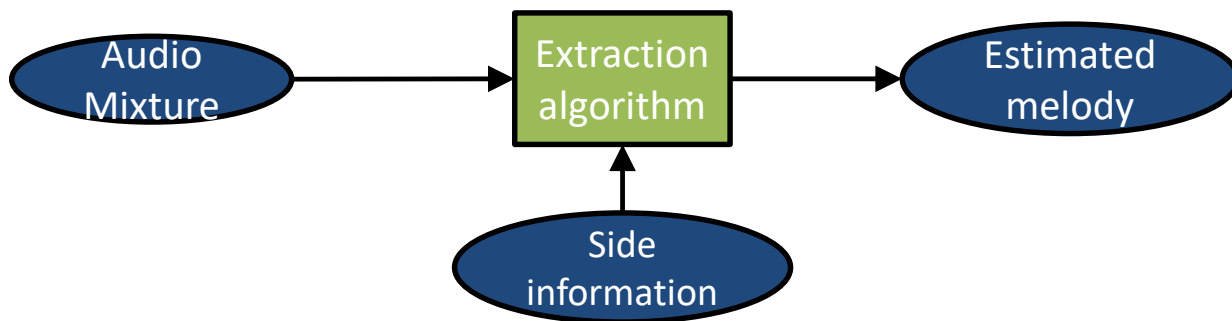 Audio
Mixture
Extraction
algorithm
Estimated
melody
Side
information